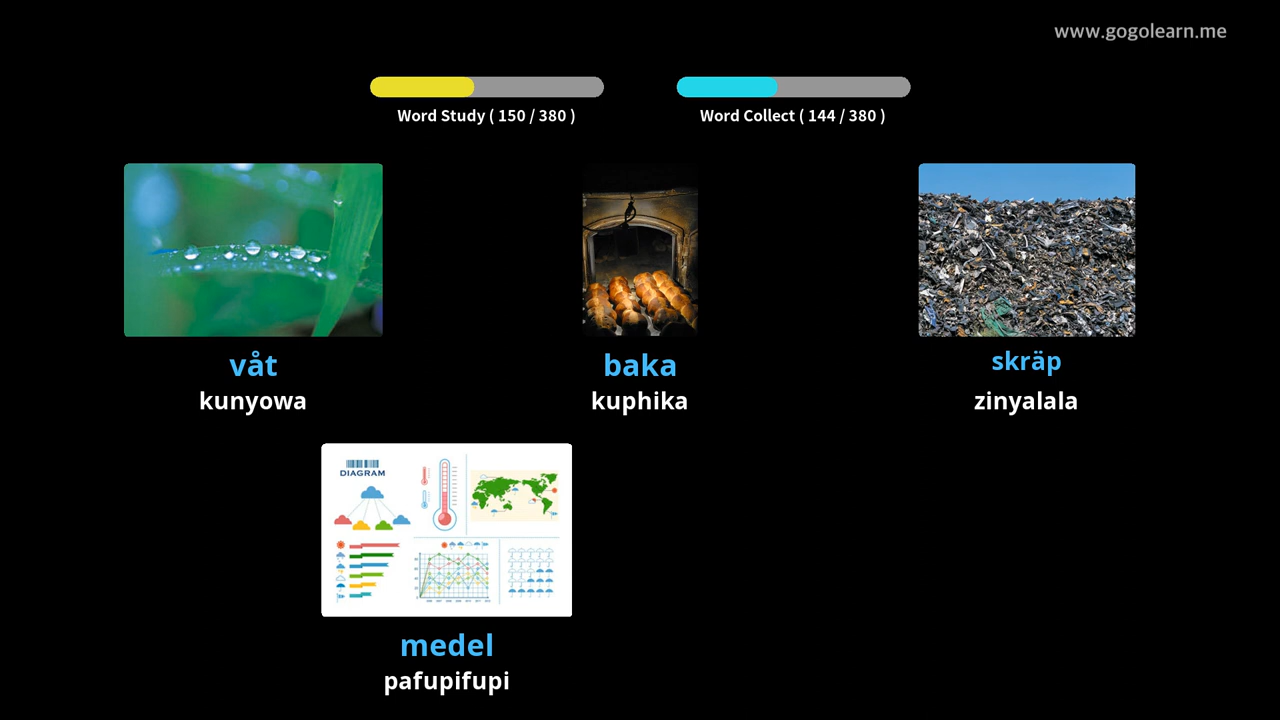 www.gogolearn.me
Word Study ( 150 / 380 )
Word Collect ( 144 / 380 )
våt
baka
skräp
kunyowa
kuphika
zinyalala
DIAGRAM
medel
pafupifupi